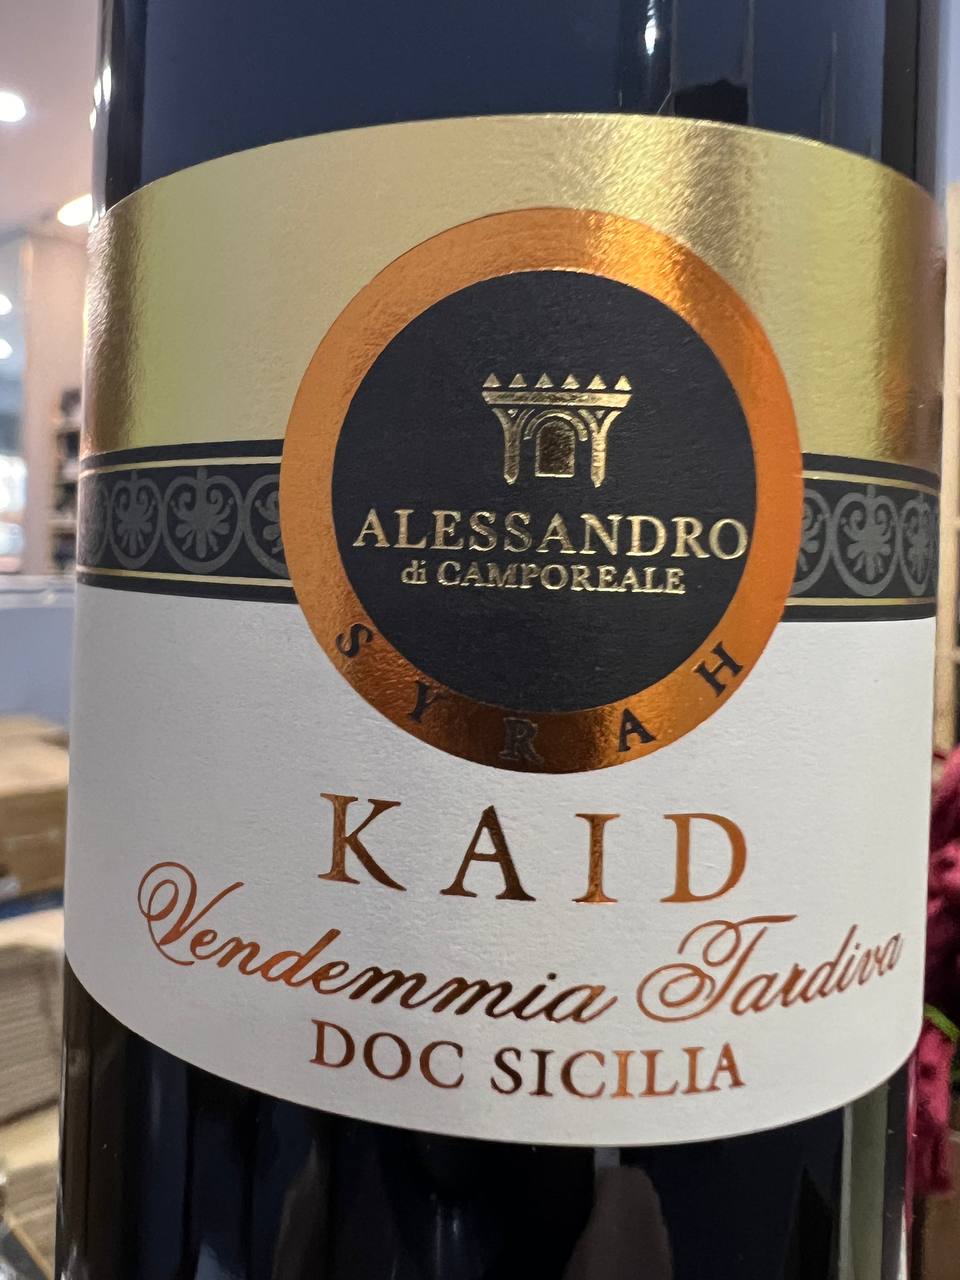 ALESSANDRO
di CAMPOREALE
SYRAH
KAID
Vendemmia Tardiva
DOC SICILIA